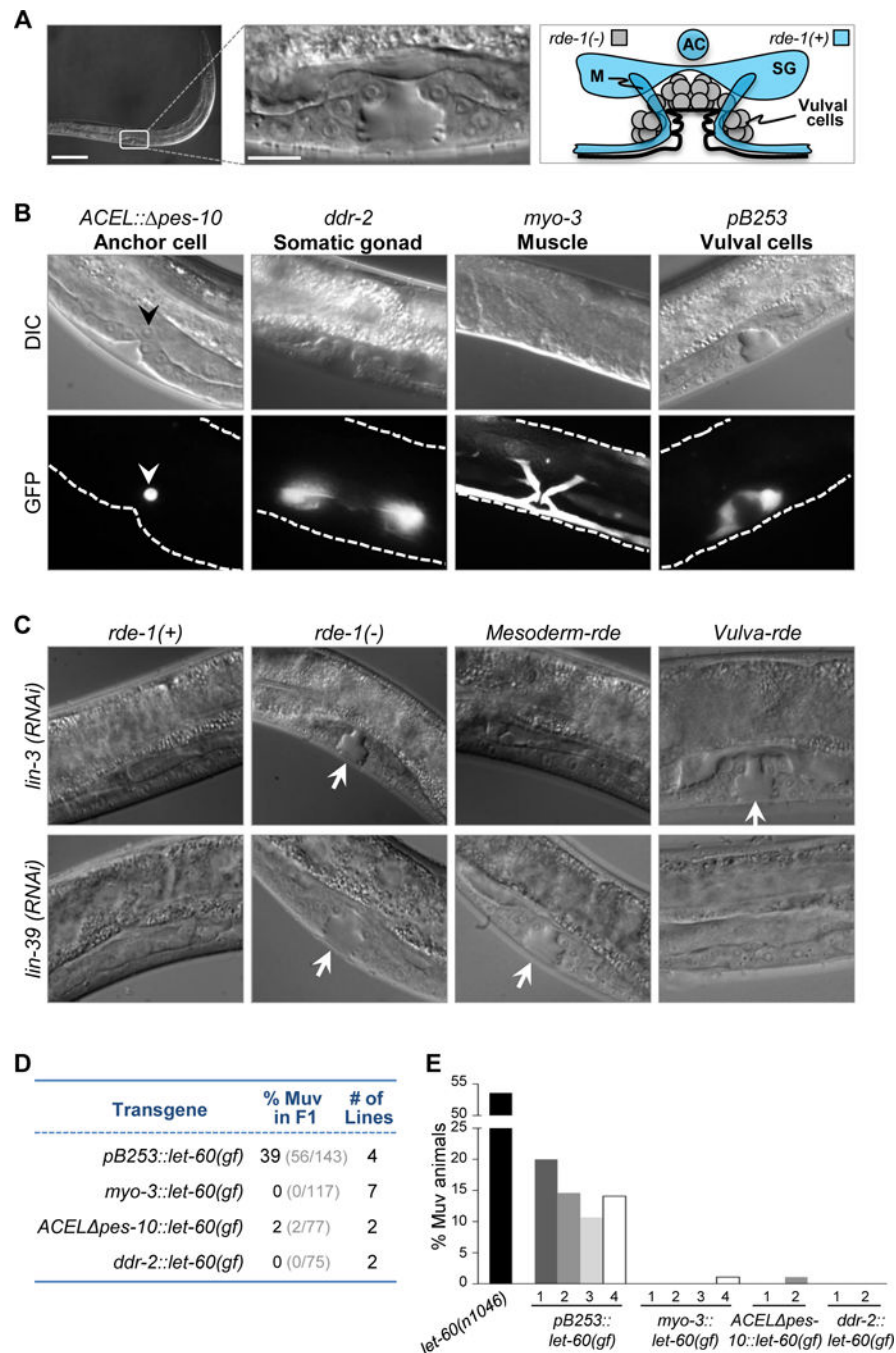 A
rde-1(-)
AC
rde-1(+)
M
SG
Vulval
cells
B
ACEL::Δpes-10
Anchor cell
ddr-2
Somatic gonad
myo-3
Muscle
pB253
Vulval cells
DIC
GFP
C
rde-1(+)
rde-1(-)
Mesoderm-rde
Vulva-rde
lin-3 (RNAi)
lin-39 (RNAi)
D
Transgene
% Muv
in F1
# of
Lines
pB253::let-60(gf) 39 (56/143) 4
myo-3::let-60(gf) 0 (0/117) 7
ACELΔpes-10::let-60(gf) 2 (2/77) 2
ddr-2::let-60(gf) 0 (0/75) 2
E
% Muv animals
55
50
25
20
15
10
5
0
let-60(n1046)
1 2 3 4
pB253::
let-60(gf)
1 2 3 4
myo-3::
let-60(gf)
1 2
ACELΔpes-
10::let-60(gf)
1 2
ddr-2::
let-60(gf)